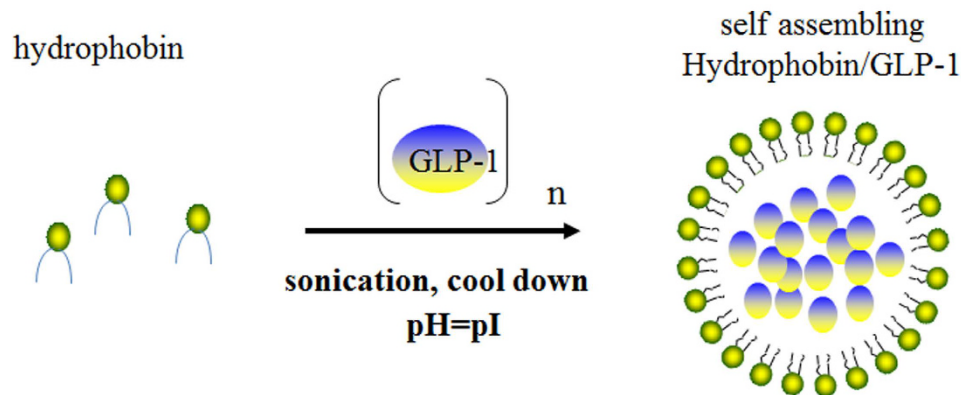 hydrophobin
GLP-1
n
sonication, cool down
pH=pI
self assembling
Hydrophobin/GLP-1